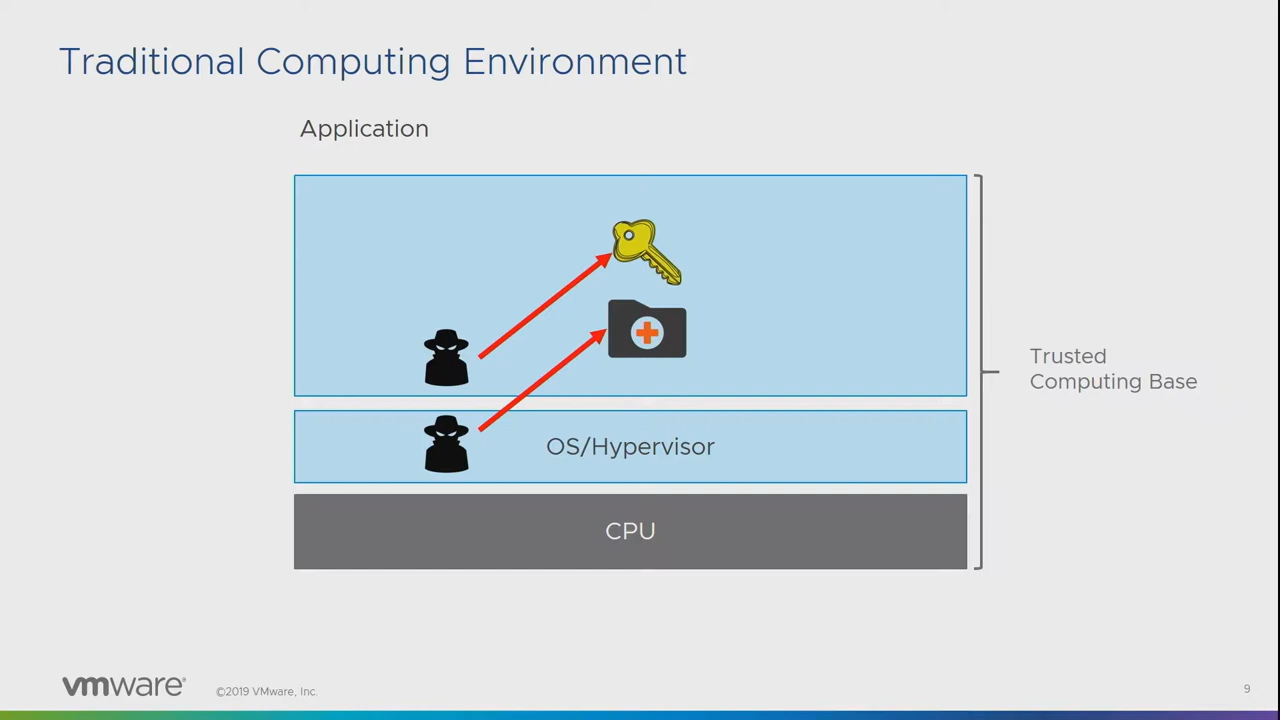 Traditional Computing Environment
Application
OS/Hypervisor
CPU
Trusted
Computing Base
vmware®
©2019 VMware, Inc.
9